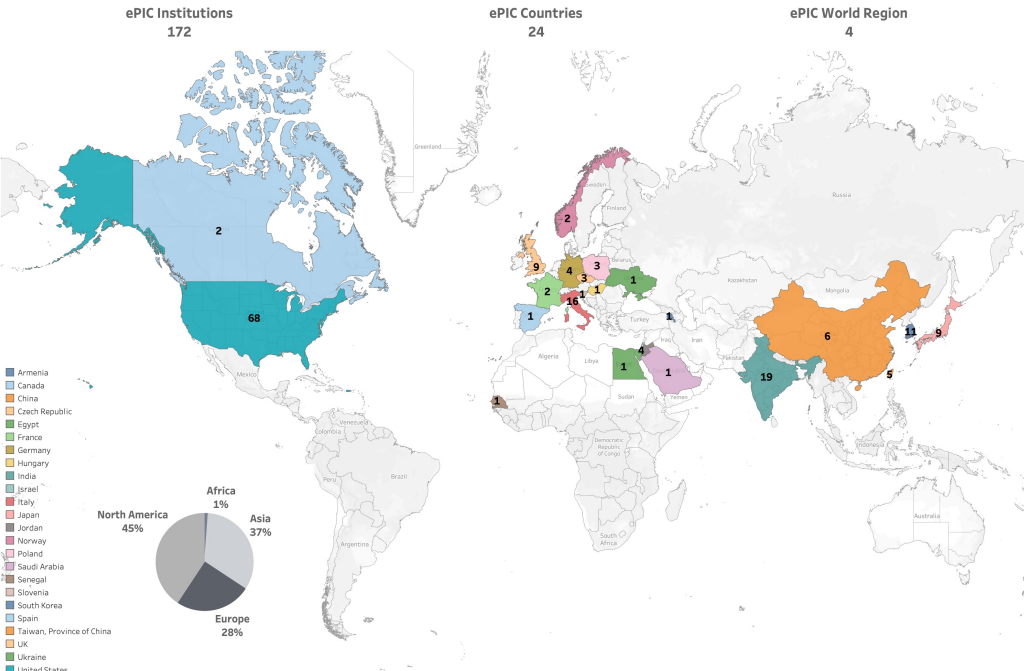 ePIC Institutions
172
ePIC Countries
24
ePIC World Region
4
Greenland
Russia
Sweden
Finland
2
2
Belarus
9
4
3
3
1
Kazakhstan
2
1
1
Mongolia
16
68
1
1
Turkey
6
11
9
4
Iraq
Iran
Algeria
Libya
1
1
Pakistan
19
5
Mexico
Sudan
Yemen
1
Venezuela
Colombia
Democratic
Republic
of Congo
Indonesia
Peru
Brazil
Australia
South
Africa
Argentina
Armenia
Canada
China
Czech Republic
Egypt
France
Germany
Hungary
India
Israel
Italy
Japan
Jordan
Norway
Poland
Saudi Arabia
Senegal
Slovenia
South Korea
Spain
Taiwan, Province of China
UK
Ukraine
United States
Africa
1%
North America
45%
Asia
37%
Europe
28%